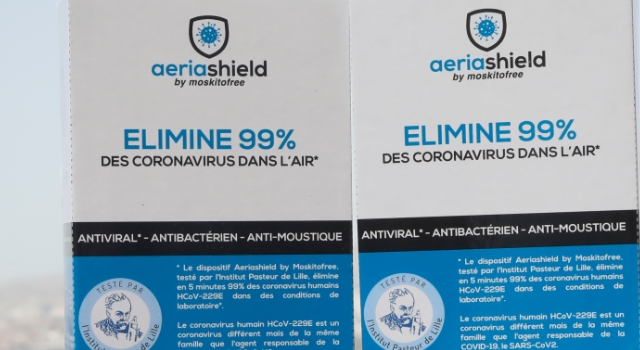 aeriashield
by moskitofree
ELIMINE 99%
DES CORONAVIRUS DANS L'AIR*
ANTIVIRAL* - ANTIBACTÉRIEN - ANTI-MOUSTIQUE
* Le dispositif Aeriashield by Moskitofree,
testé par l'Institut Pasteur de Lille, élimine
en 5 minutes 99% des coronavirus humains
HCoV-229E dans des conditions de
laboratoire*.
Le coronavirus humain HCoV-229E est un
coronavirus différent mais de la même
famille que l'agent responsable de la
TESTÉ PAR
l'Institut Pasteur de Lille
aeriashield
by moskitofree
ELIMINE 99%
DES CORONAVIRUS DANS L'AIR*
ANTIVIRAL* - ANTIBACTÉRIEN - ANTI-MOUSTIQUE
* Le dispositif Aeriashield by Moskitofree,
testé par l'Institut Pasteur de Lille, élimine
en 5 minutes 99% des coronavirus humains
HCoV-229E dans des conditions de
laboratoire*.
Le coronavirus humain HCoV-229E est un
coronavirus différent mais de la même
famille que l'agent responsable de la
COVID-19, le SARS-CoV2.
TESTÉ PAR
l'Institut Pasteur de Lille